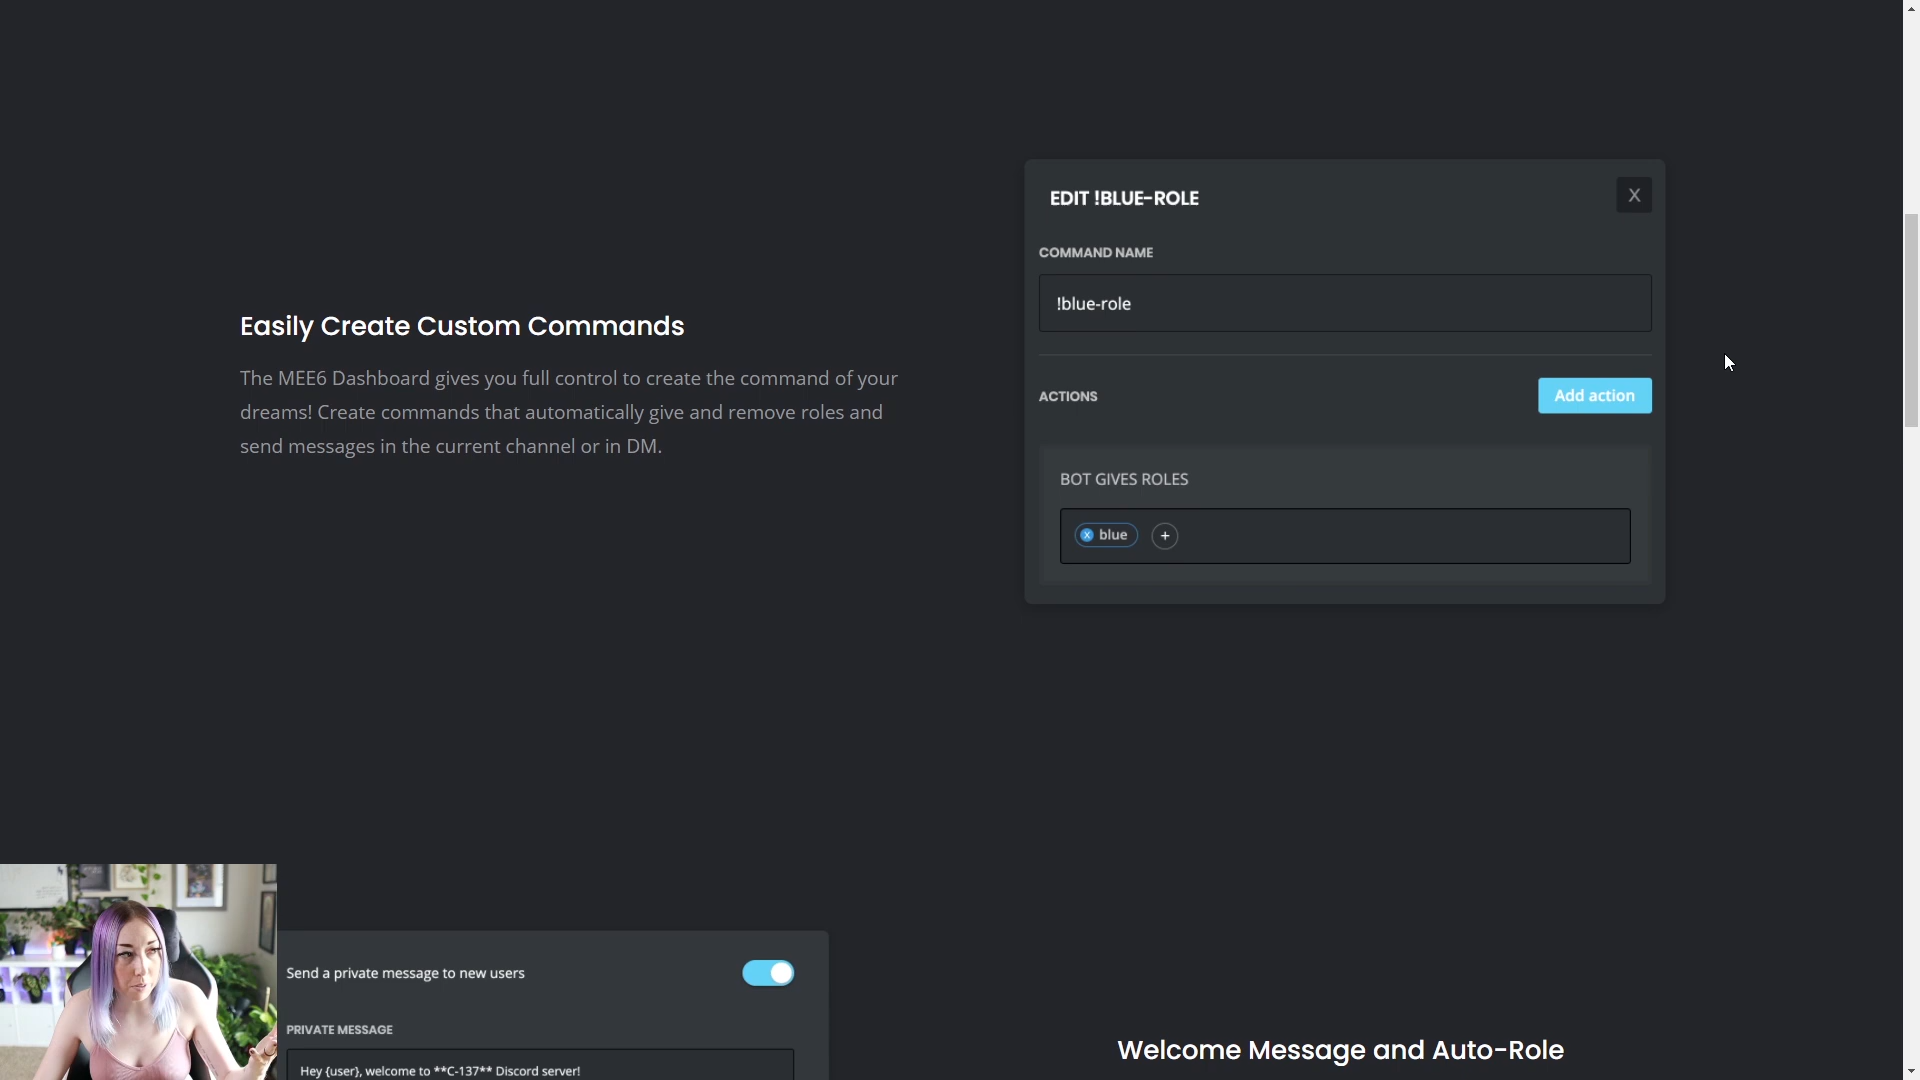 Easily Create Custom Commands
The MEE6 Dashboard gives you full control to create the command of your
dreams! Create commands that automatically give and remove roles and
send messages in the current channel or in DM.
EDIT !BLUE-ROLE
X
COMMAND NAME
!blue-role
ACTIONS
Add action
BOT GIVES ROLES
x blue +
Send a private message to new users
PRIVATE MESSAGE
Hey {user}, welcome to **C-137** Discord server!
Welcome Message and Auto-Role